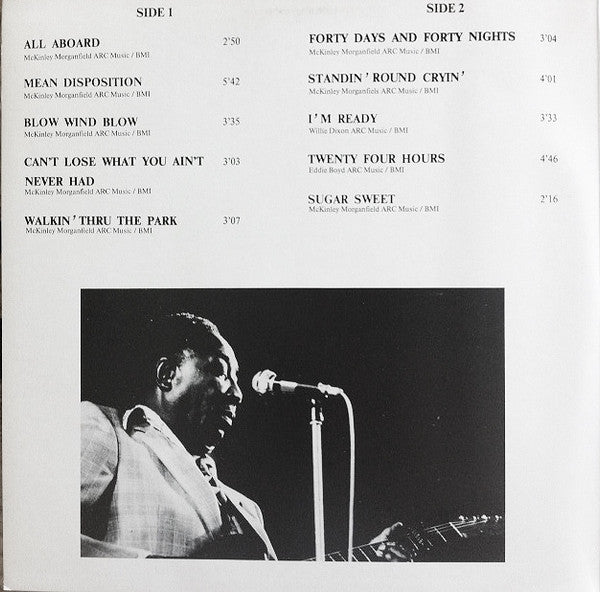 SIDE 1
ALL ABOARD 2'50
McKinley Morganfield ARC Music / BMI
MEAN DISPOSITION 5'42
McKinley Morganfield ARC Music / BMI
BLOW WIND BLOW 3'35
McKinley Morganfield ARC Music / BMI
CAN'T LOSE WHAT YOU AIN'T 3'03
NEVER HAD
McKinley Morganfield ARC Music / BMI
WALKIN' THRU THE PARK 3'07
McKinley Morganfield ARC Music / BMI
SIDE 2
FORTY DAYS AND FORTY NIGHTS 3'04
McKinley Morganfield ARC Music / BMI
STANDIN' 'ROUND CRYIN' 4'01
McKinley Morganfiels ARC Music / BMI
I'M READY 3'33
Willie Dixon ARC Music / BMI
TWENTY FOUR HOURS 4'46
Eddie Boyd ARC Music / BMI
SUGAR SWEET 2'16
McKinley Morganfield ARC Music / BMI